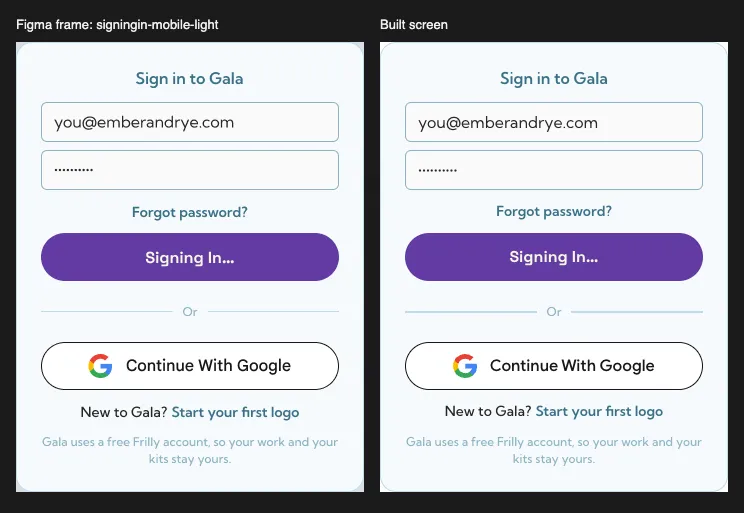 Figma frame: signingin-mobile-light
Sign in to Gala
you@emberandrye.com
••••••••••
Forgot password?
Signing In...
Or
Continue With Google
New to Gala? Start your first logo
Gala uses a free Frilly account, so your work and your
kits stay yours.
Built screen
Sign in to Gala
you@emberandrye.com
••••••••••
Forgot password?
Signing In...
Or
Continue With Google
New to Gala? Start your first logo
Gala uses a free Frilly account, so your work and your
kits stay yours.